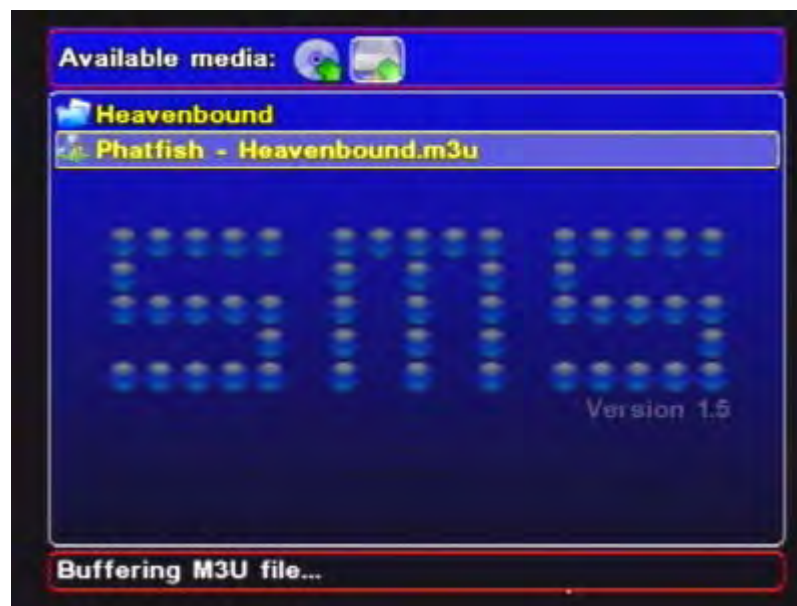 Available media:
Heavenbound
Phatfish - Heavenbound.m3u
SMS
Version 1.5
Buffering M3U file...